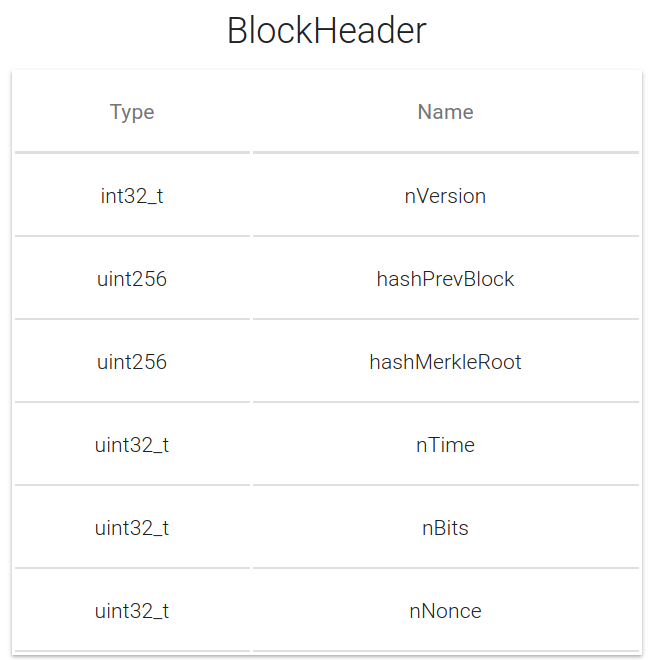 BlockHeader
Type Name
int32_t nVersion
uint256 hashPrevBlock
uint256 hashMerkleRoot
uint32_t nTime
uint32_t nBits
uint32_t nNonce